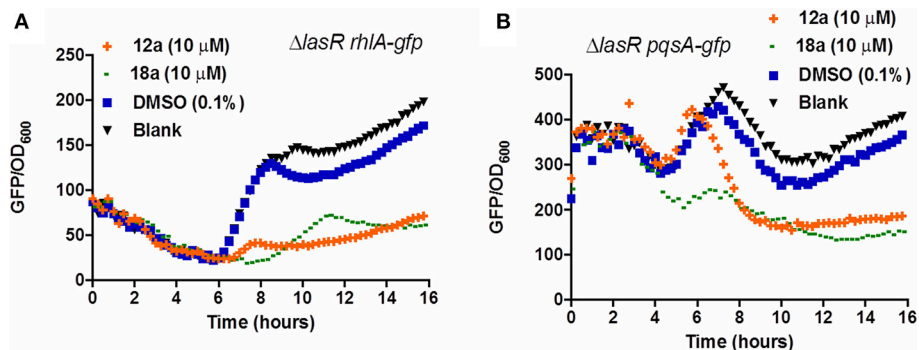 A
ΔlasR rhlA-gfp
12a (10 μM)
18a (10 μM)
DMSO (0.1%)
Blank
GFP/OD600
250
200
150
100
50
0
0 2 4 6 8 10 12 14 16
Time (hours)
B
ΔlasR pqsA-gfp
12a (10 μM)
18a (10 μM)
DMSO (0.1%)
Blank
GFP/OD600
500
400
300
200
100
0
0 2 4 6 8 10 12 14 16
Time (hours)